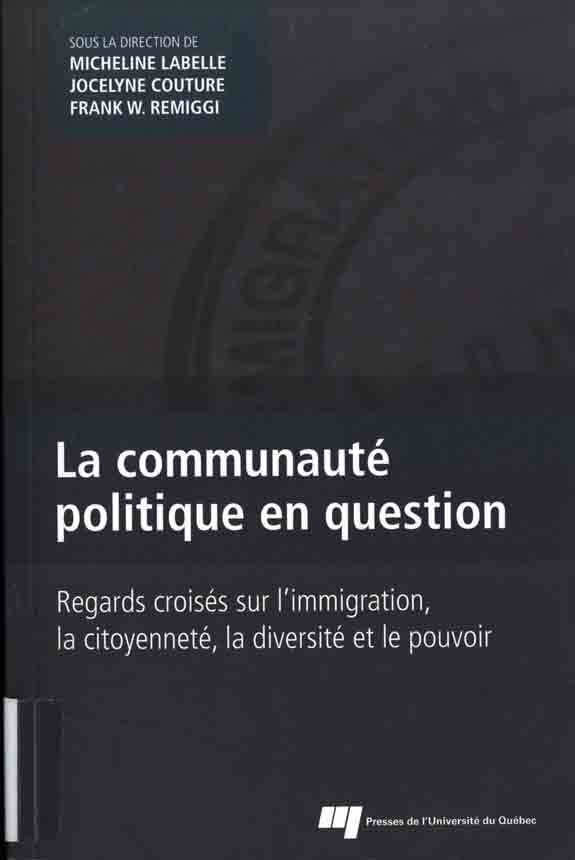 SOUS LA DIRECTION DE
MICHELINE LABELLE
JOCELYNE COUTURE
FRANK W. REMIGGI
MIGRATION
La communauté
politique en question
Regards croisés sur l'immigration,
la citoyenneté, la diversité et le pouvoir
Presses de l'Université du Québec